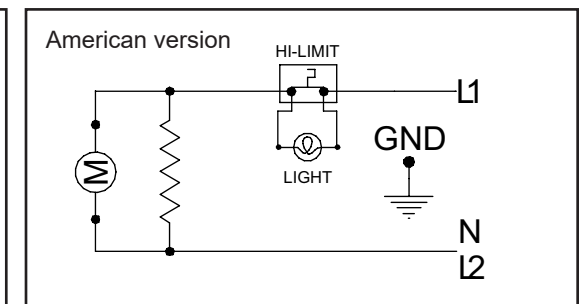 American version
HI-LIMIT
L1
GND
M
LIGHT
N
L2